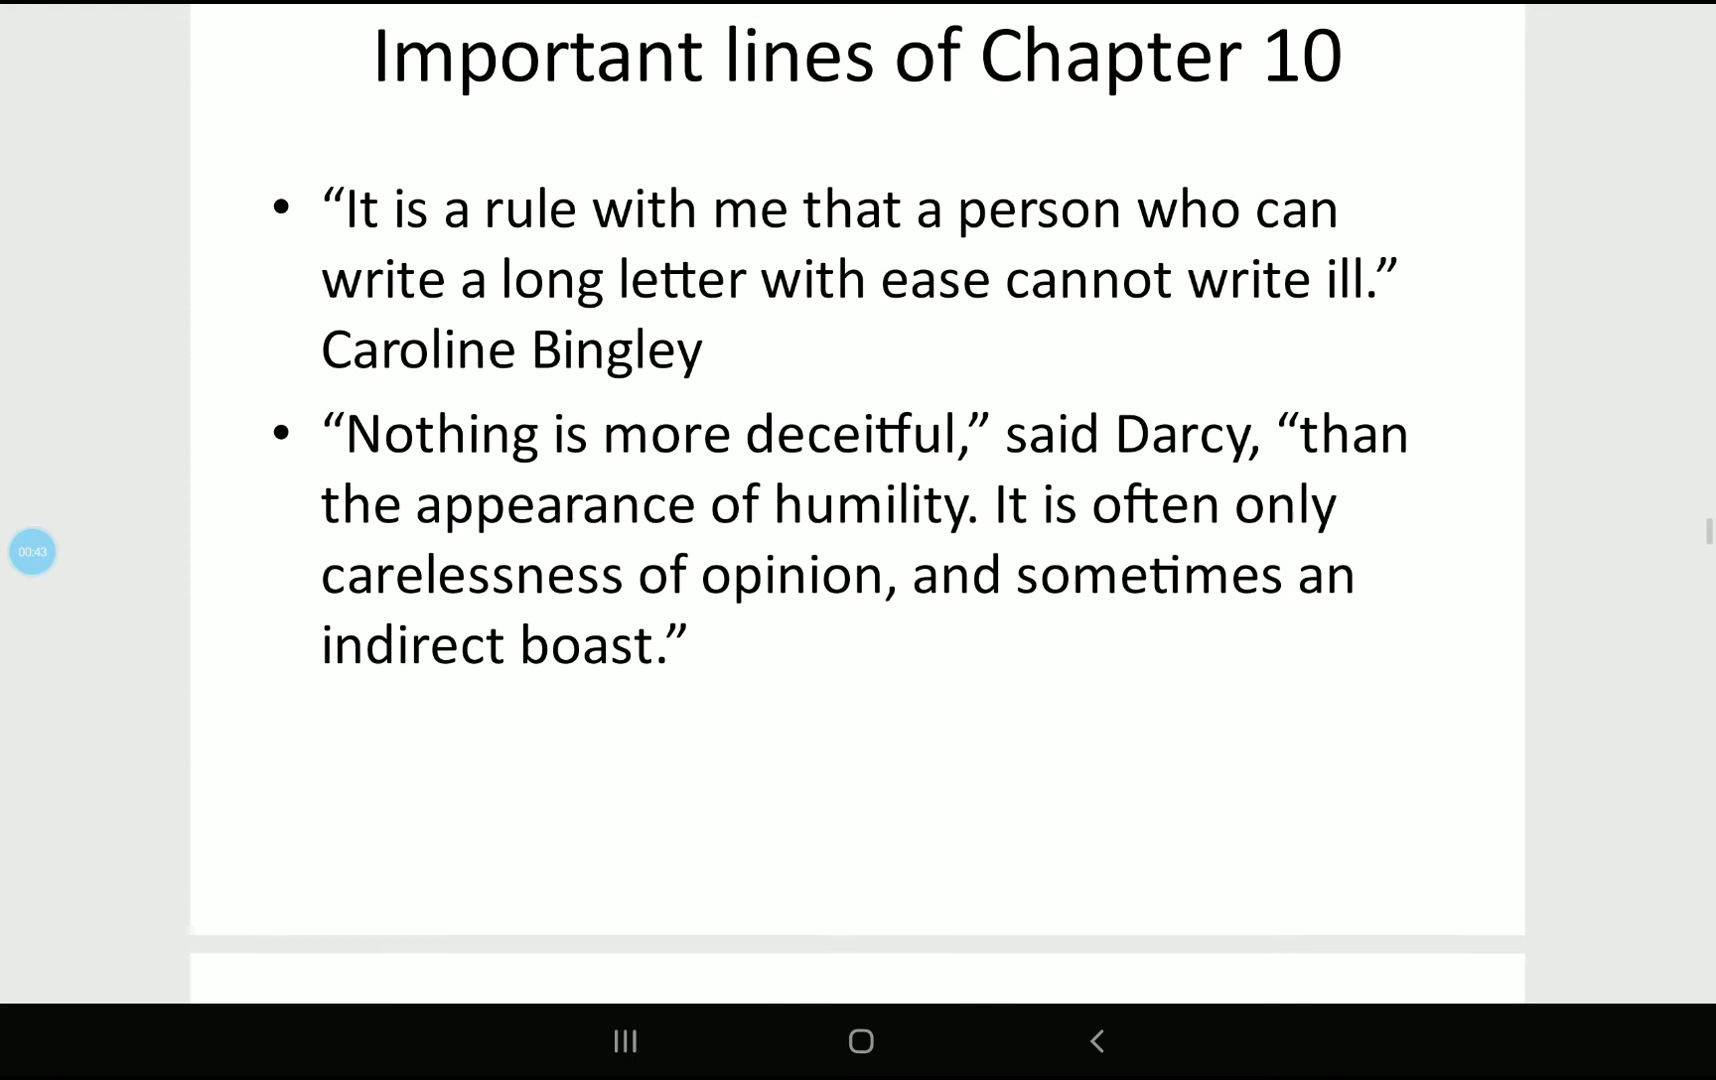 Important lines of Chapter 10
• “It is a rule with me that a person who can
write a long letter with ease cannot write ill.”
Caroline Bingley
• “Nothing is more deceitful,” said Darcy, “than
the appearance of humility. It is often only
carelessness of opinion, and sometimes an
indirect boast.”
00:43